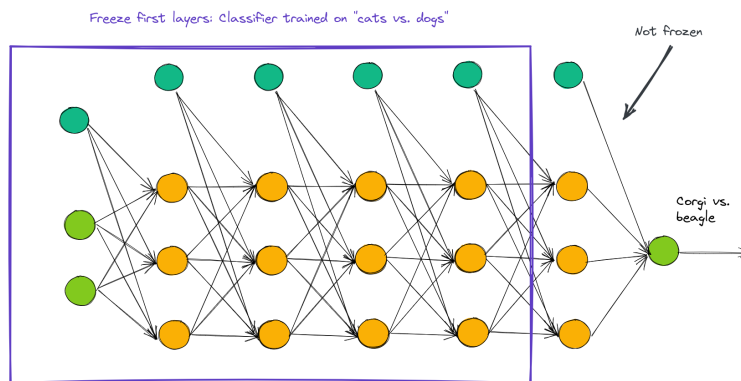 Freeze first layers: Classifier trained on "cats vs. dogs"
Not frozen
Corgi vs.
beagle